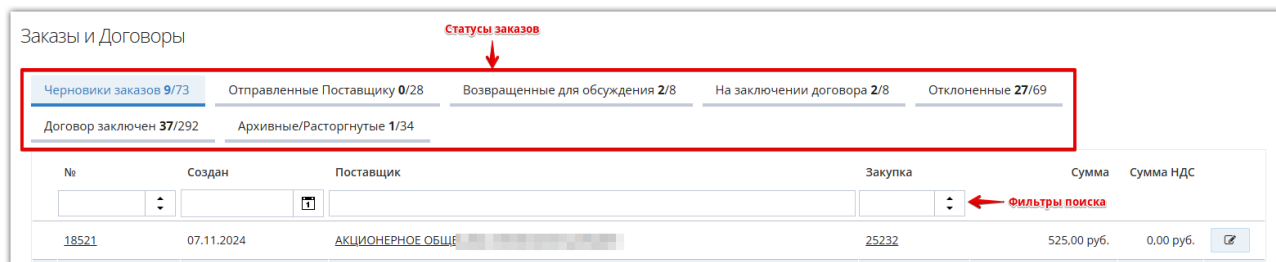 Заказы и Договоры
Статусы заказов
Черновики заказов 9/73 Отправленные Поставщику 0/28 Возвращенные для обсуждения 2/8 На заключении договора 2/8 Отклоненные 27/69
Договор заключен 37/292 Архивные/Расторгнутые 1/34
№ Создан Поставщик Закупка Сумма Сумма НДС
1
Фильтры поиска
18521 07.11.2024 АКЦИОНЕРНОЕ 25232 525,00 руб. 0,00 руб.